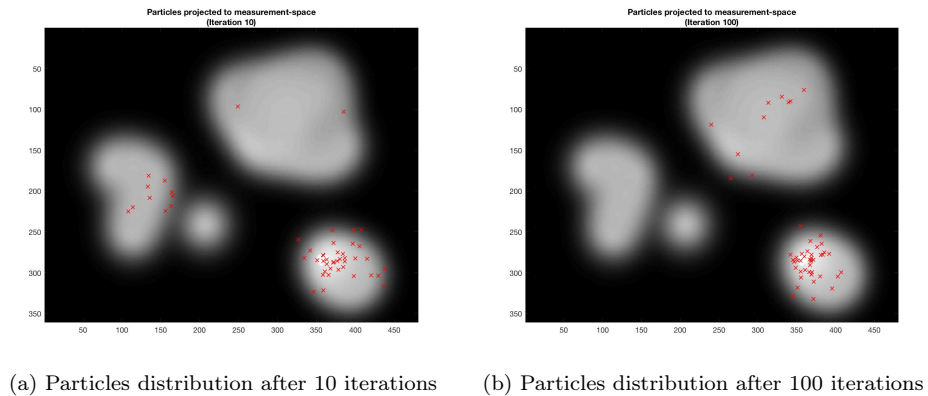 Particles projected to measurement-space
(Iteration 10)
50
100
150
200
250
300
350
50 100 150 200 250 300 350 400 450
Particles projected to measurement-space
(Iteration 100)
50
100
150
200
250
300
350
50 100 150 200 250 300 350 400 450
(a) Particles distribution after 10 iterations
(b) Particles distribution after 100 iterations